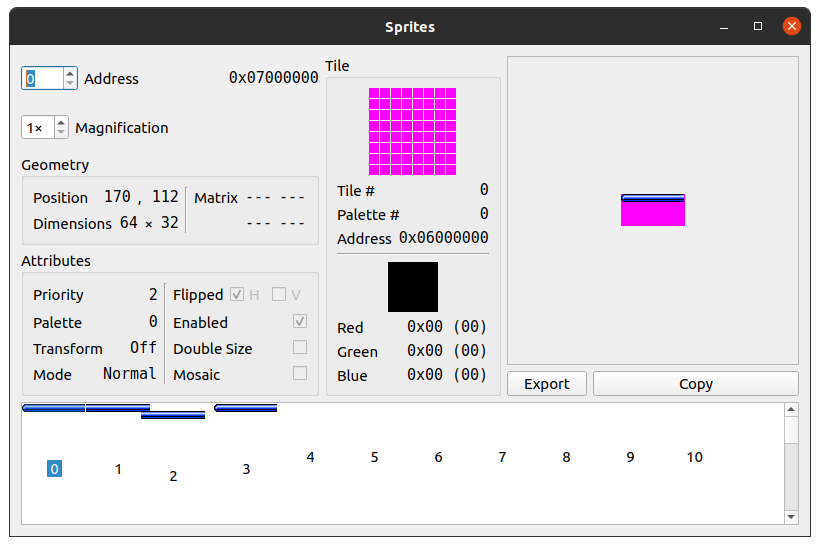 Sprites
0 Address 0x07000000
1× Magnification
Geometry
Position 170 , 112 Matrix --- ---
Dimensions 64 × 32 --- ---
Attributes
Priority 2 Flipped H V
Palette 0 Enabled
Transform Off Double Size
Mode Normal Mosaic
Tile
Tile # 0
Palette # 0
Address 0x06000000
Red 0x00 (00)
Green 0x00 (00)
Blue 0x00 (00)
Export Copy
0 1 2 3 4 5 6 7 8 9 10